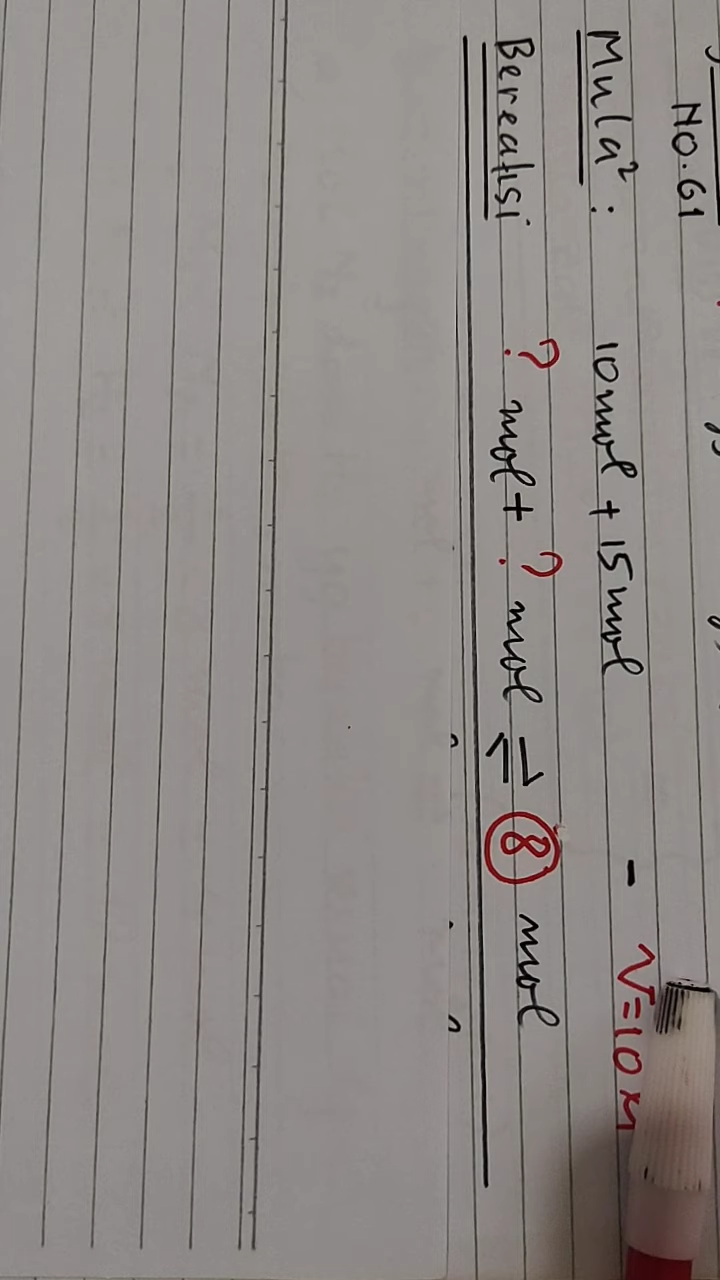 No. 61
Mula² : 10 mol + 15 mol - V = 10
Bereaksi ? mol + ? mol ⇌ 8 mol